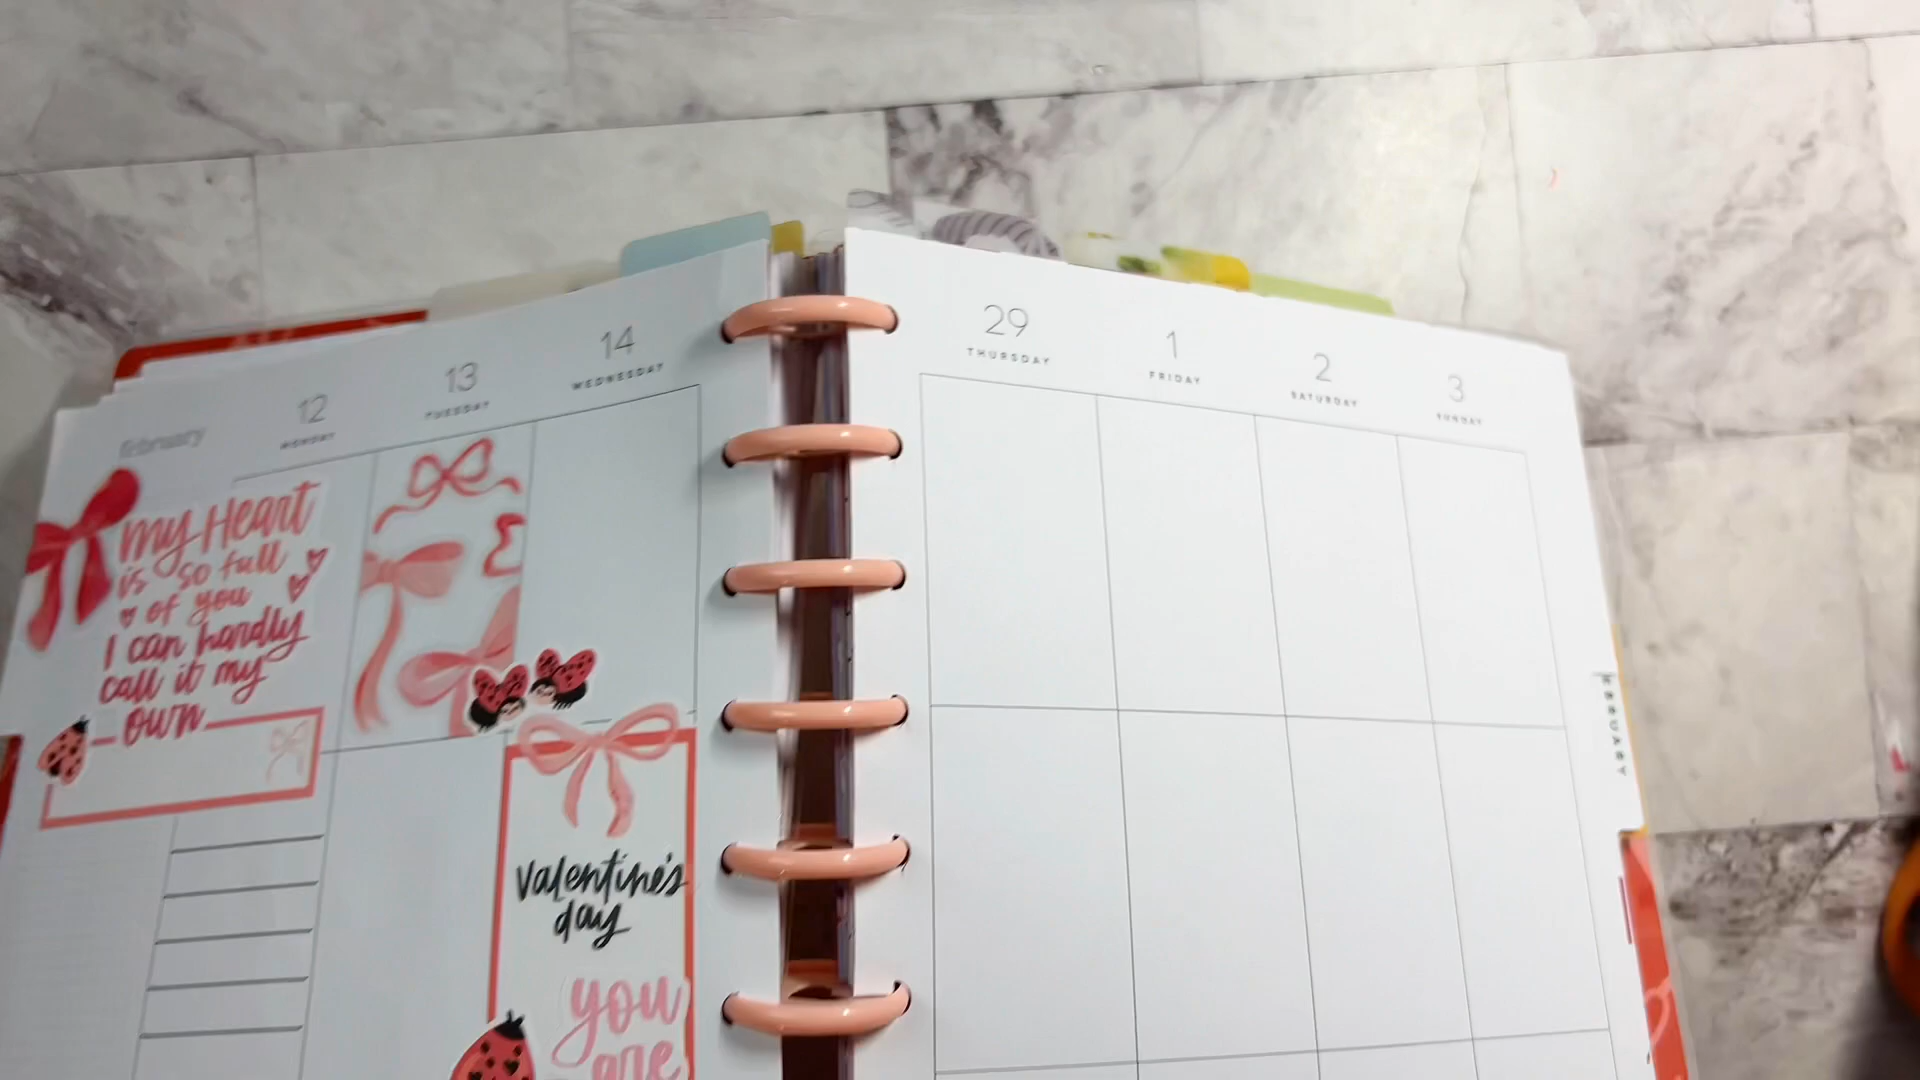 february
12
MONDAY
13
TUESDAY
14
WEDNESDAY
my Heart
is so full
of you
I can hardly
call it my
own
Valentine's
day
you
are
29
THURSDAY
1
FRIDAY
2
SATURDAY
3
SUNDAY